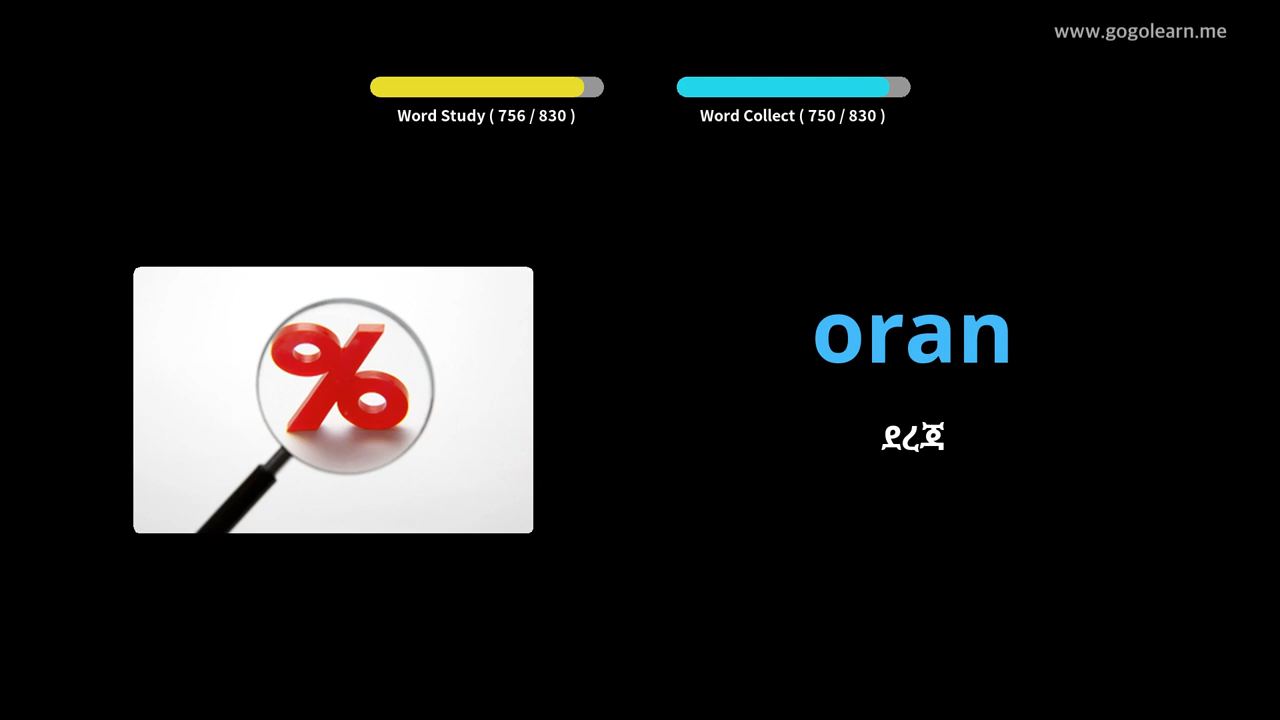 www.gogolearn.me
Word Study ( 756 / 830 )
Word Collect ( 750 / 830 )
%
oran
ደረጃ